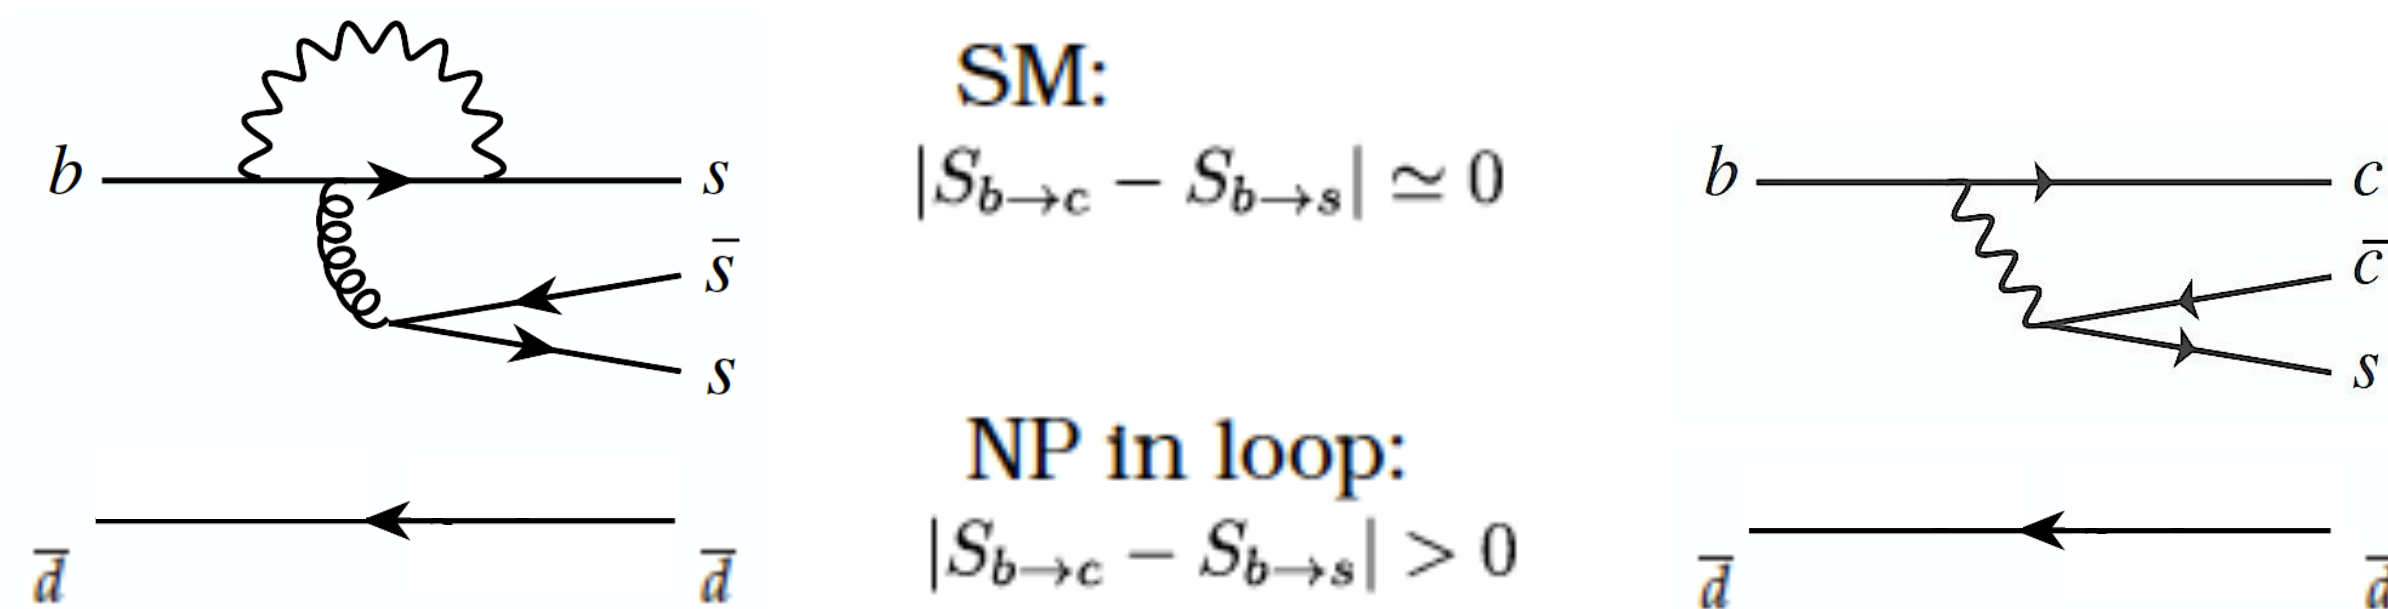 b
s
s̅
s
d̅
d̅
SM:
|S_{b→c} − S_{b→s}| ≃ 0
NP in loop:
|S_{b→c} − S_{b→s}| > 0
b
c
c̅
s
d̅
d̅